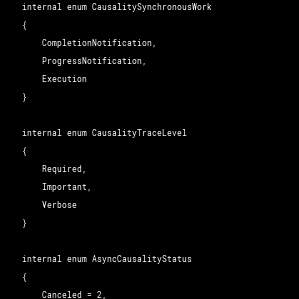 internal enum CausalitySynchronousWork
{
CompletionNotification,
ProgressNotification,
Execution
}
internal enum CausalityTraceLevel
{
Required,
Important,
Verbose
}
internal enum AsyncCausalityStatus
{
Canceled = 2,